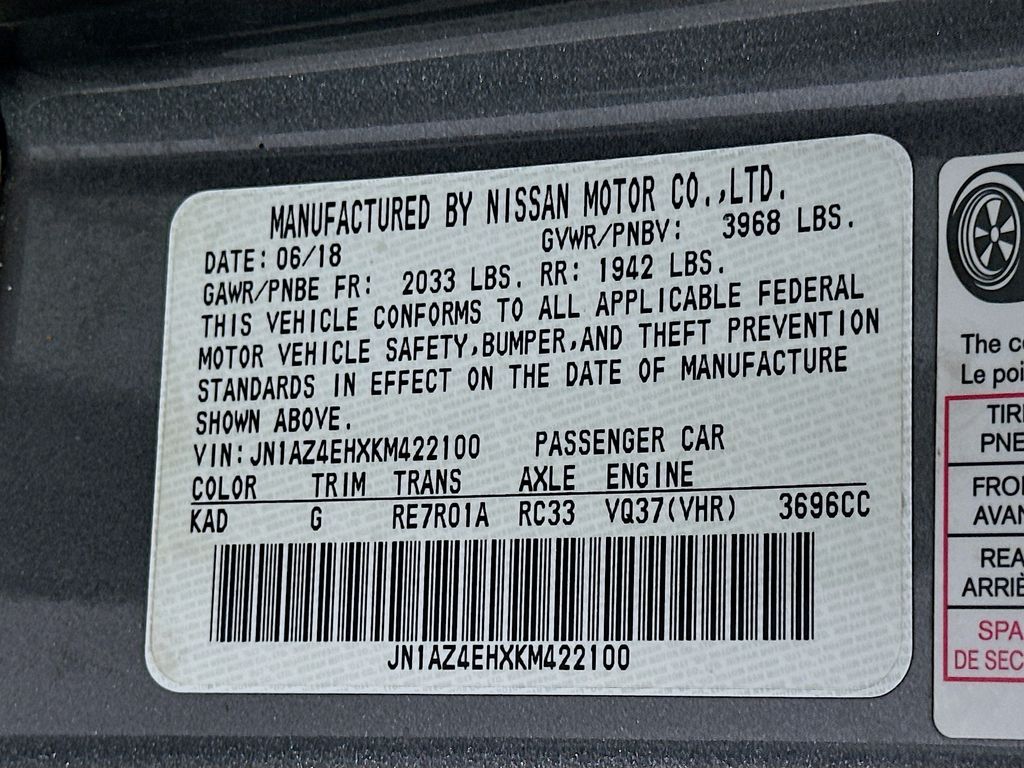 MANUFACTURED BY NISSAN MOTOR CO.,LTD.
DATE: 06/18 GVWR/PNBV: 3968 LBS.
GAWR/PNBE FR: 2033 LBS. RR: 1942 LBS.
THIS VEHICLE CONFORMS TO ALL APPLICABLE FEDERAL
MOTOR VEHICLE SAFETY,BUMPER,AND THEFT PREVENTION
STANDARDS IN EFFECT ON THE DATE OF MANUFACTURE
SHOWN ABOVE.
VIN: JN1AZ4EHXKM422100 PASSENGER CAR
COLOR TRIM TRANS AXLE ENGINE
KAD G RE7R01A RC33 VQ37(VHR) 3696CC
JN1AZ4EHXKM422100
The co
Le poi
TIR
PNE
FRO
AVAN
REA
ARRIÈ
SPA
DE SEC